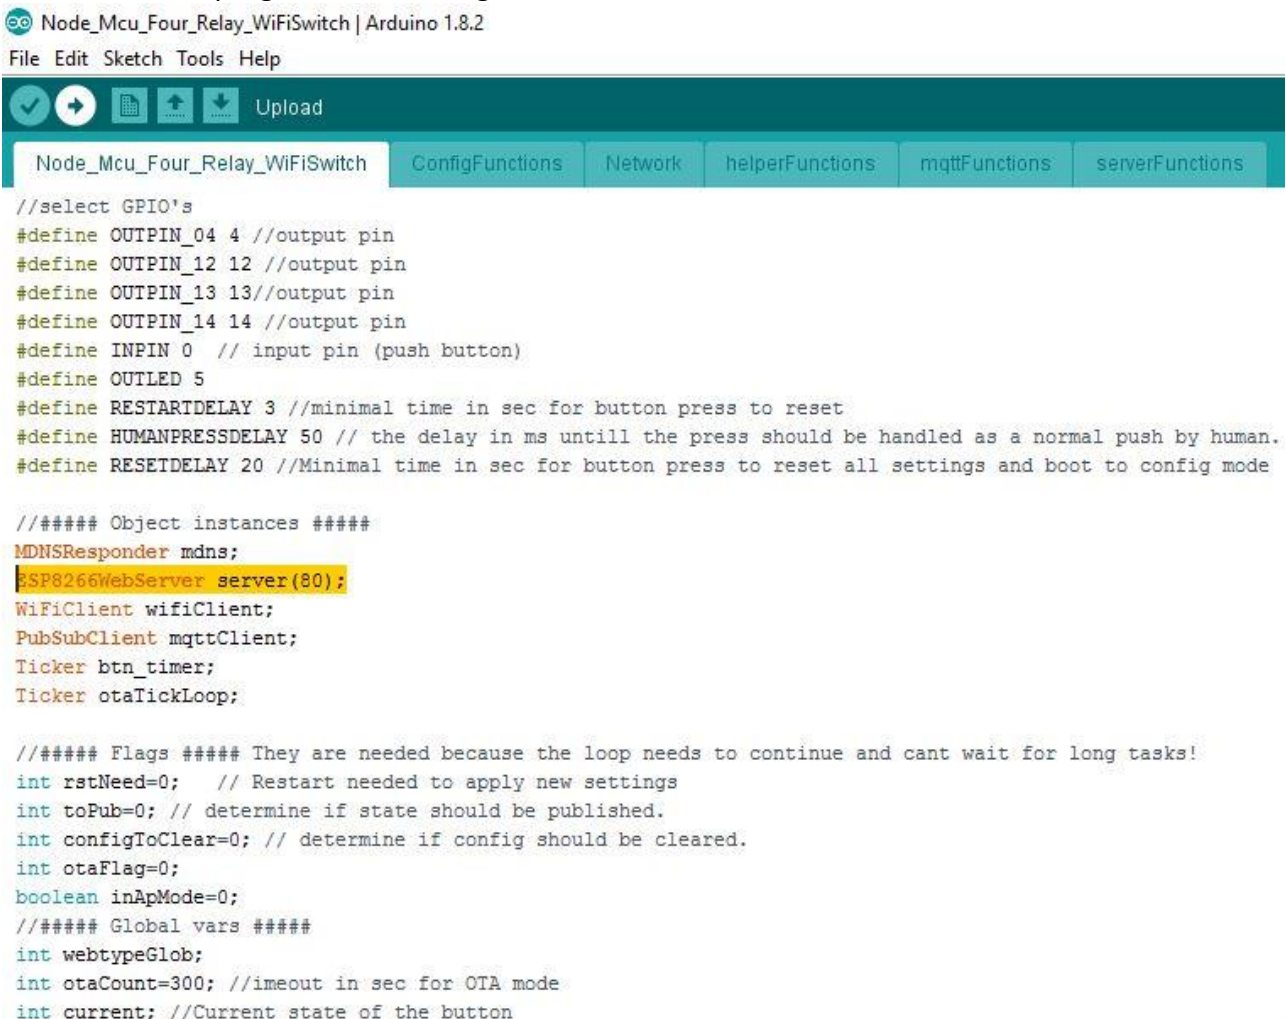 Node_Mcu_Four_Relay_WiFiSwitch | Arduino 1.8.2
File Edit Sketch Tools Help
Upload
Node_Mcu_Four_Relay_WiFiSwitch ConfigFunctions Network helperFunctions mqttFunctions serverFunctions
//select GPIO's
#define OUTPIN_04 4 //output pin
#define OUTPIN_12 12 //output pin
#define OUTPIN_13 13//output pin
#define OUTPIN_14 14 //output pin
#define INPIN 0  // input pin (push button)
#define OUTLED 5
#define RESTARTDELAY 3 //minimal time in sec for button press to reset
#define HUMANPRESSDELAY 50 // the delay in ms untill the press should be handled as a normal push by human.
#define RESETDELAY 20 //Minimal time in sec for button press to reset all settings and boot to config mode
//##### Object instances #####
MDNSResponder mdns;
ESP8266WebServer server(80);
WiFiClient wifiClient;
PubSubClient mqttClient;
Ticker btn_timer;
Ticker otaTickLoop;
//##### Flags ##### They are needed because the loop needs to continue and cant wait for long tasks!
int rstNeed=0;   // Restart needed to apply new settings
int toPub=0; // determine if state should be published.
int configToClear=0; // determine if config should be cleared.
int otaFlag=0;
boolean inApMode=0;
//##### Global vars #####
int webtypeGlob;
int otaCount=300; //imeout in sec for OTA mode
int current; //Current state of the button